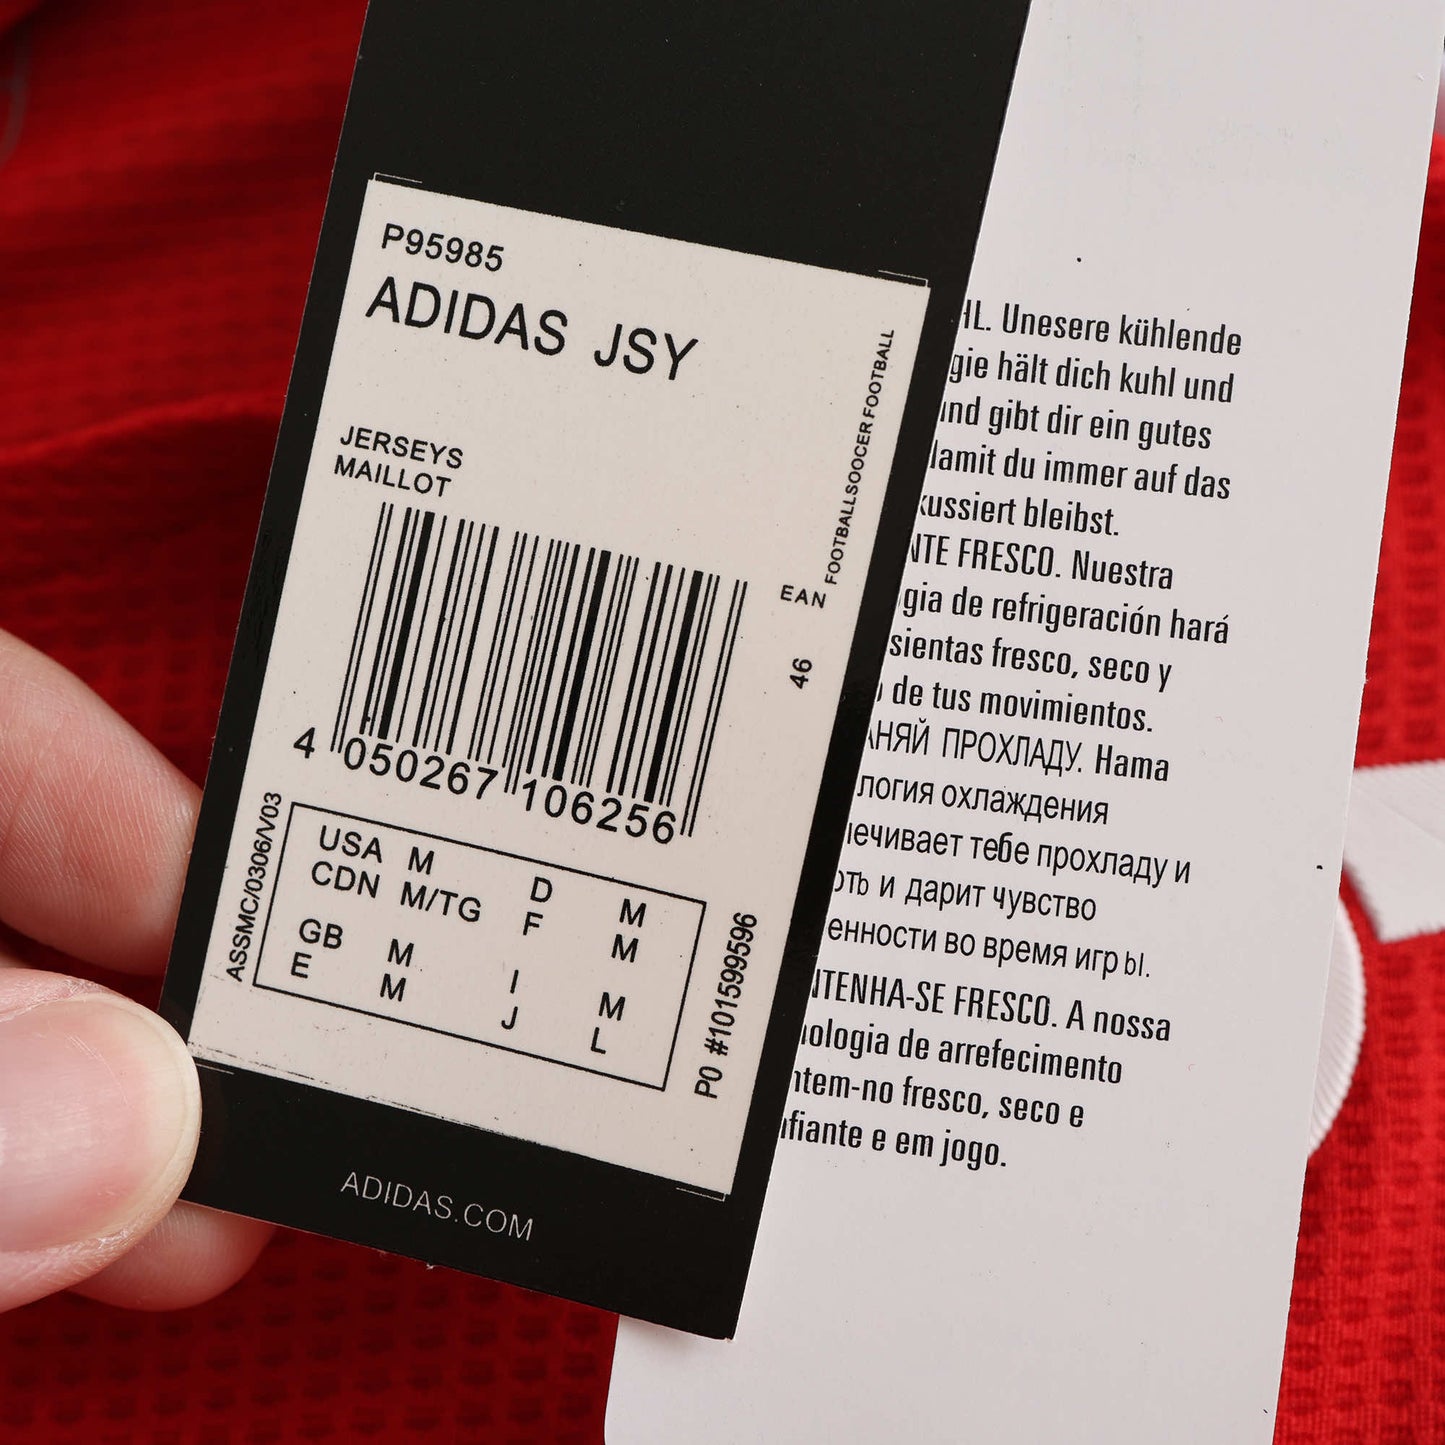 P95985
ADIDAS JSY
JERSEYS
MAILLOT
FOOTBALLSOCCER FOOTBALL
EAN
46
4 050267 106256
ASSMC/0306/V03
USA M D M
CDN M/TG F M
GB M I M
E M J L
PO #101599596
ADIDAS.COM
HL. Unesere kühlende
gie hält dich kuhl und
und gibt dir ein gutes
damit du immer auf das
kussiert bleibst.
NTE FRESCO. Nuestra
gia de refrigeración hará
sientas fresco, seco y
de tus movimientos.
АНЯЙ ПРОХЛАДУ. Hama
логия охлаждения
печивает тебе прохладу и
оть и дарит чувство
енности во время игры.
NTENHA-SE FRESCO. A nossa
nologia de arrefecimento
ntem-no fresco, seco e
nfiante e em jogo.